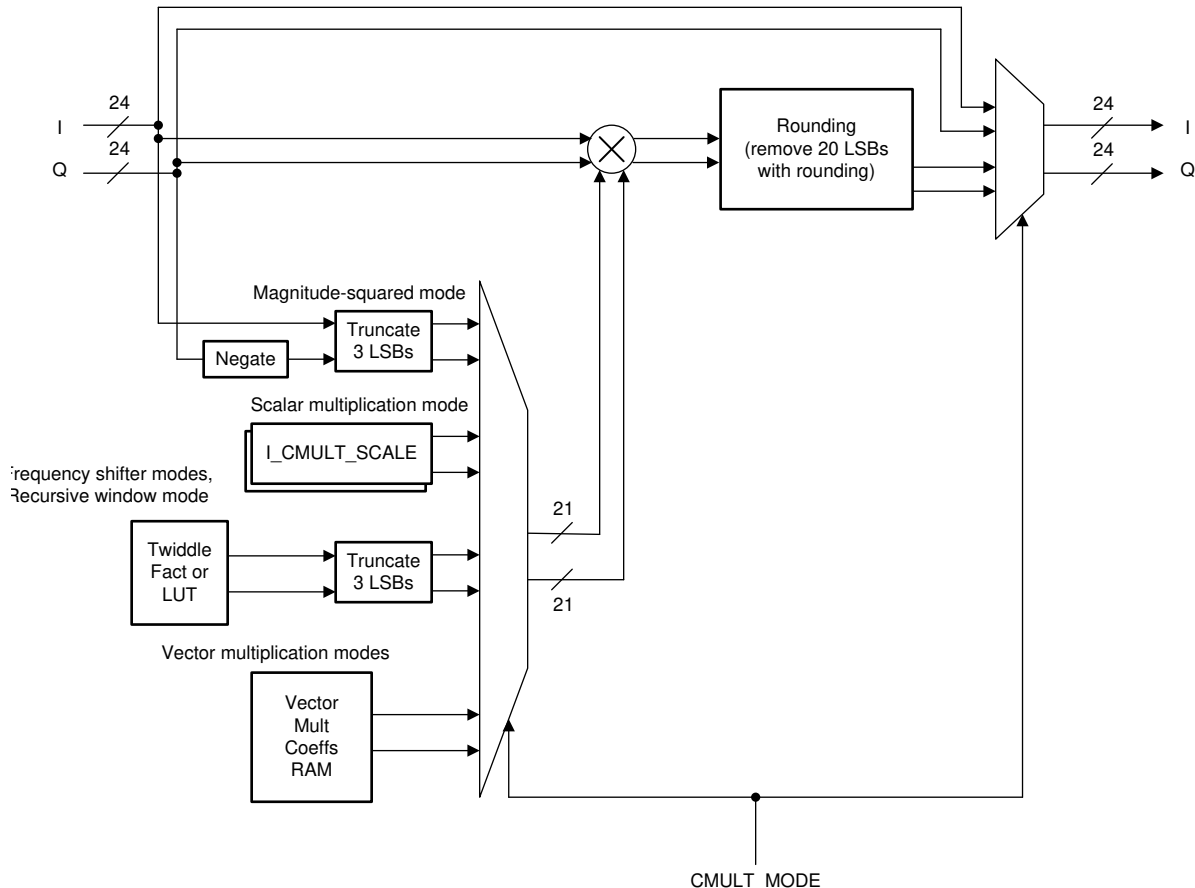 24
I
24
Q
Rounding
(remove 20 LSBs
with rounding)
24
I
24
Q
Magnitude-squared mode
Truncate
3 LSBs
Negate
Scalar multiplication mode
I_CMULT_SCALE
Frequency shifter modes,
Recursive window mode
Twiddle
Fact or
LUT
Truncate
3 LSBs
21
21
Vector multiplication modes
Vector
Mult
Coeffs
RAM
CMULT_MODE